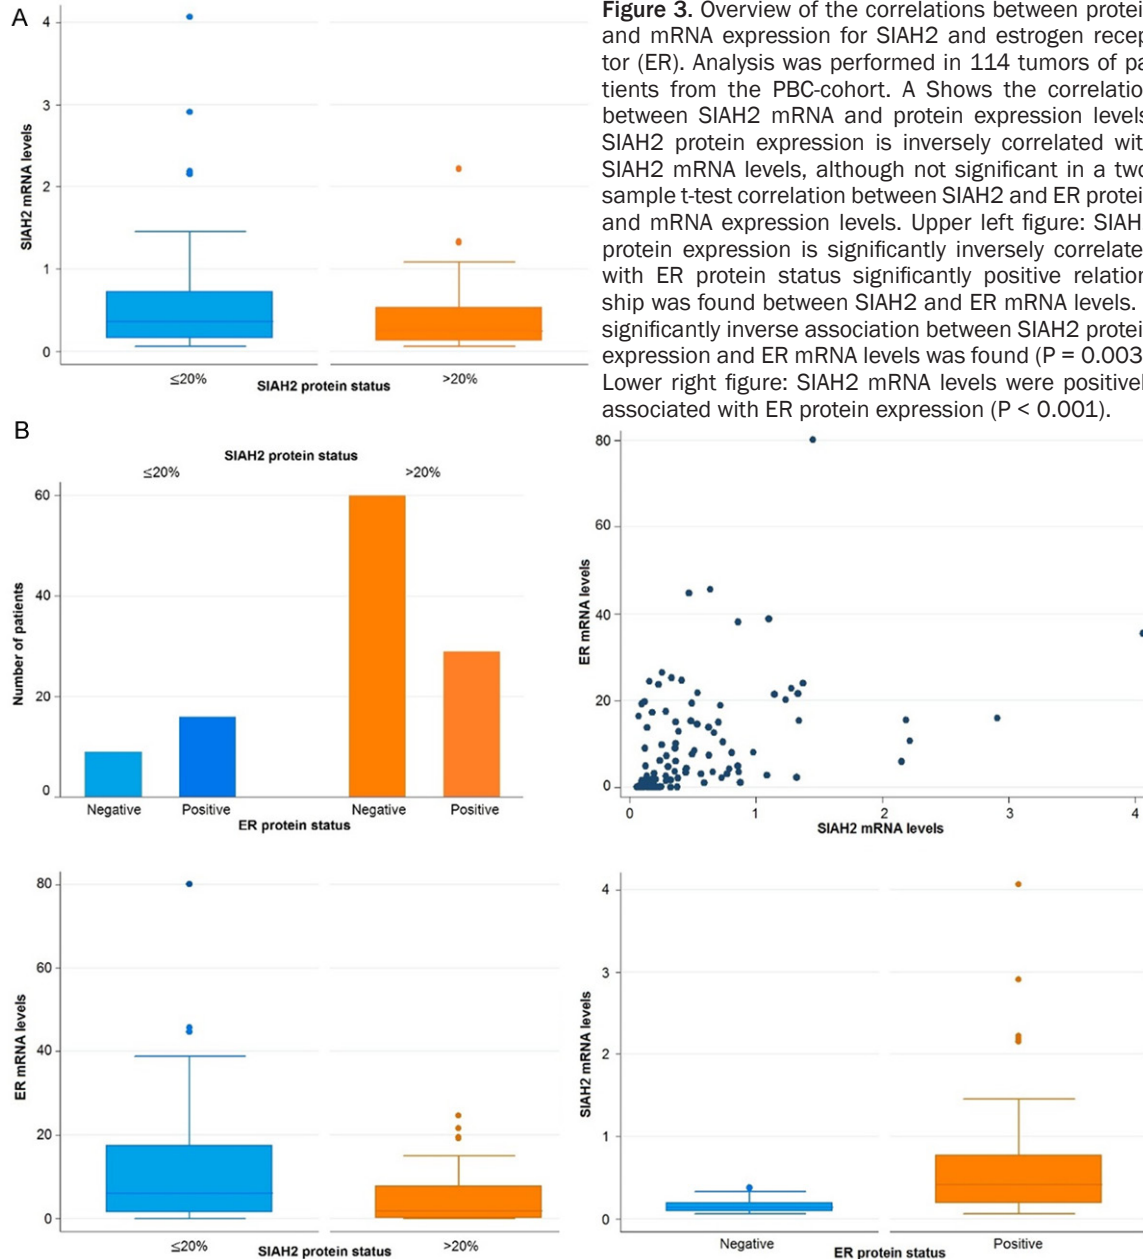 A
4
3
2
1
0
SIAH2 mRNA levels
≤20%
>20%
SIAH2 protein status
Figure 3. Overview of the correlations between protein
and mRNA expression for SIAH2 and estrogen recep
tor (ER). Analysis was performed in 114 tumors of pa
tients from the PBC-cohort. A Shows the correlation
between SIAH2 mRNA and protein expression levels
SIAH2 protein expression is inversely correlated wit
SIAH2 mRNA levels, although not significant in a two
sample t-test correlation between SIAH2 and ER protein
and mRNA expression levels. Upper left figure: SIAH
protein expression is significantly inversely correlate
with ER protein status significantly positive relation
ship was found between SIAH2 and ER mRNA levels.
significantly inverse association between SIAH2 protein
expression and ER mRNA levels was found (P = 0.003
Lower right figure: SIAH2 mRNA levels were positivel
associated with ER protein expression (P < 0.001).
B
SIAH2 protein status
≤20%
>20%
60
40
20
0
Number of patients
Negative
Positive
Negative
Positive
ER protein status
80
60
40
20
0
ER mRNA levels
0
1
2
3
4
SIAH2 mRNA levels
80
60
40
20
0
ER mRNA levels
≤20%
>20%
SIAH2 protein status
4
3
2
1
0
SIAH2 mRNA levels
Negative
Positive
ER protein status